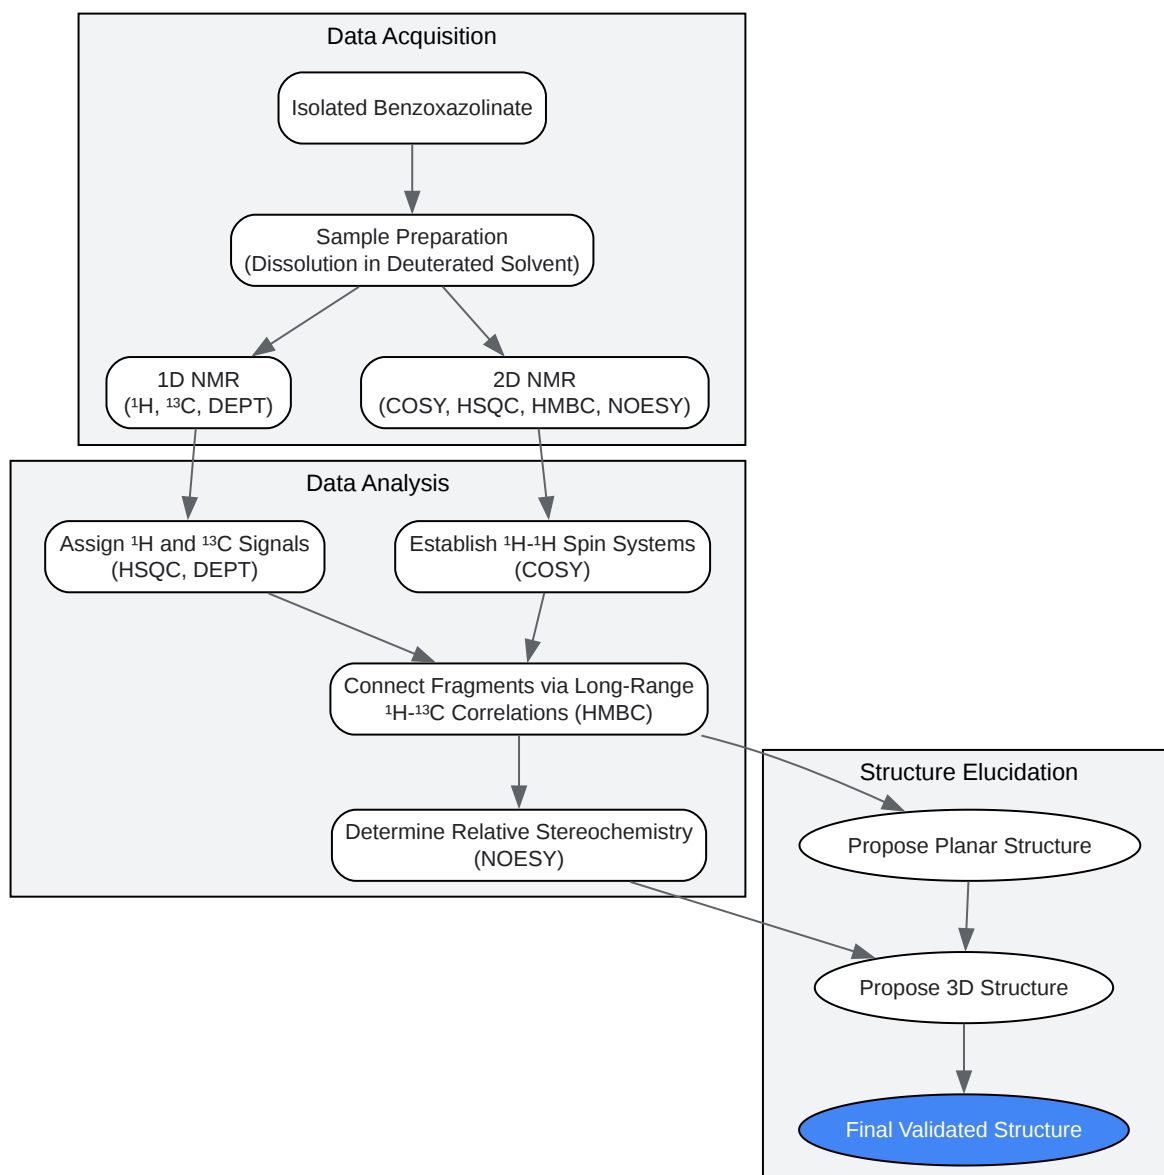 Data Acquisition
Isolated Benzoxazolinate
Sample Preparation
(Dissolution in Deuterated Solvent)
1D NMR
(¹H, ¹³C, DEPT)
2D NMR
(COSY, HSQC, HMBC, NOESY)
Data Analysis
Assign ¹H and ¹³C Signals
(HSQC, DEPT)
Establish ¹H-¹H Spin Systems
(COSY)
Connect Fragments via Long-Range
¹H-¹³C Correlations (HMBC)
Determine Relative Stereochemistry
(NOESY)
Structure Elucidation
Propose Planar Structure
Propose 3D Structure
Final Validated Structure